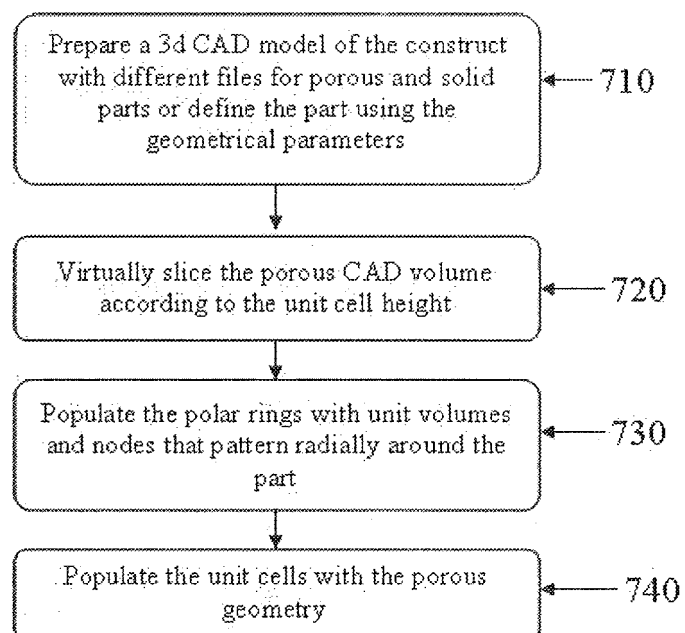 Prepare a 3d CAD model of the construct
with different files for porous and solid
parts or define the part using the
geometrical parameters
710
Virtually slice the porous CAD volume
according to the unit cell height
720
Populate the polar rings with unit volumes
and nodes that pattern radially around the
part
730
Populate the unit cells with the porous
geometry
740